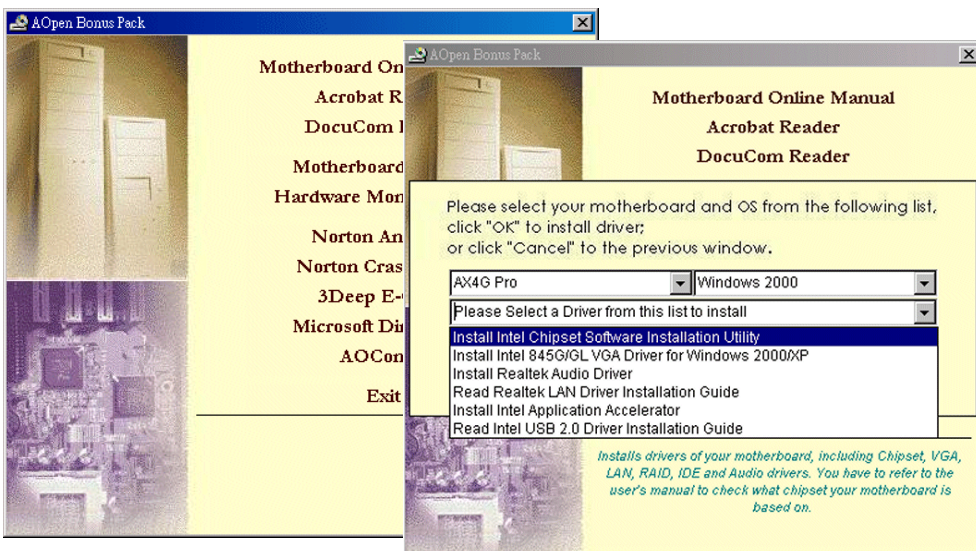 AOpen Bonus Pack
Motherboard On
Acrobat R
DocuCom
Motherboard
Hardware Mon
Norton An
Norton Cras
3Deep E-
Microsoft Di
AOCon
Exit
AOpen Bonus Pack
Motherboard Online Manual
Acrobat Reader
DocuCom Reader
Please select your motherboard and OS from the following list,
click "OK" to install driver;
or click "Cancel" to the previous window.
AX4G Pro
Windows 2000
Please Select a Driver from this list to install
Install Intel Chipset Software Installation Utility
Install Intel 845G/GL VGA Driver for Windows 2000/XP
Install Realtek Audio Driver
Read Realtek LAN Driver Installation Guide
Install Intel Application Accelerator
Read Intel USB 2.0 Driver Installation Guide
Installs drivers of your motherboard, including Chipset, VGA,
LAN, RAID, IDE and Audio drivers. You have to refer to the
user's manual to check what chipset your motherboard is
based on.